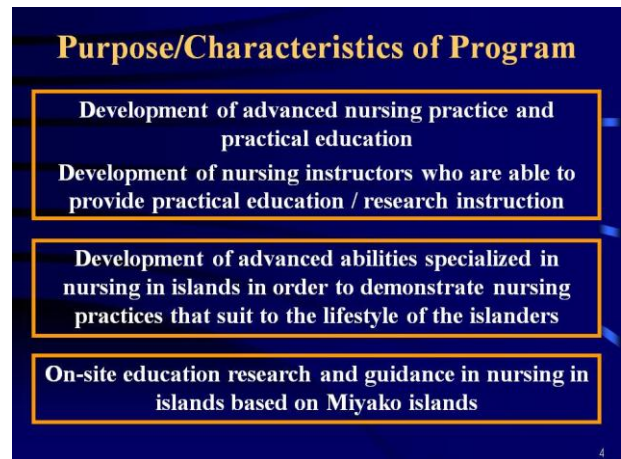 Purpose/Characteristics of Program
Development of advanced nursing practice and
practical education
Development of nursing instructors who are able to
provide practical education / research instruction
Development of advanced abilities specialized in
nursing in islands in order to demonstrate nursing
practices that suit to the lifestyle of the islanders
On-site education research and guidance in nursing in
islands based on Miyako islands
4